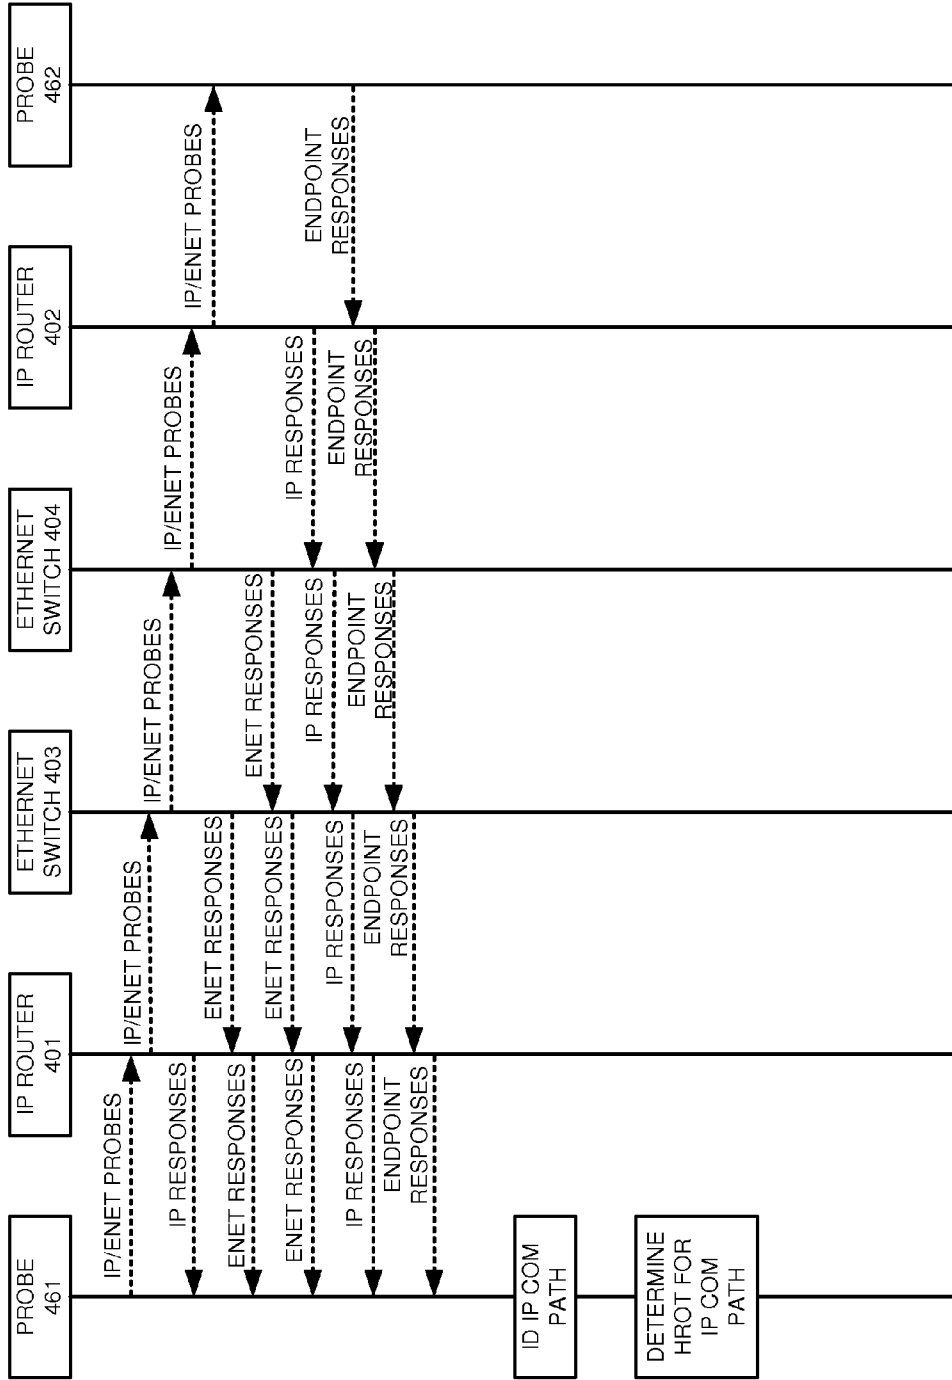 PROBE
461
IP ROUTER
401
ETHERNET
SWITCH 403
ETHERNET
SWITCH 404
IP ROUTER
402
PROBE
462
IP/ENET PROBES
IP/ENET PROBES
IP/ENET PROBES
IP/ENET PROBES
IP/ENET PROBES
IP RESPONSES
ENET RESPONSES
ENET RESPONSES
IP RESPONSES
ENDPOINT
RESPONSES
ENET RESPONSES
ENET RESPONSES
IP RESPONSES
ENDPOINT
RESPONSES
ENET RESPONSES
IP RESPONSES
ENDPOINT
RESPONSES
IP RESPONSES
ENDPOINT
RESPONSES
ENDPOINT
RESPONSES
ID IP COM
PATH
DETERMINE
HROT FOR
IP COM
PATH